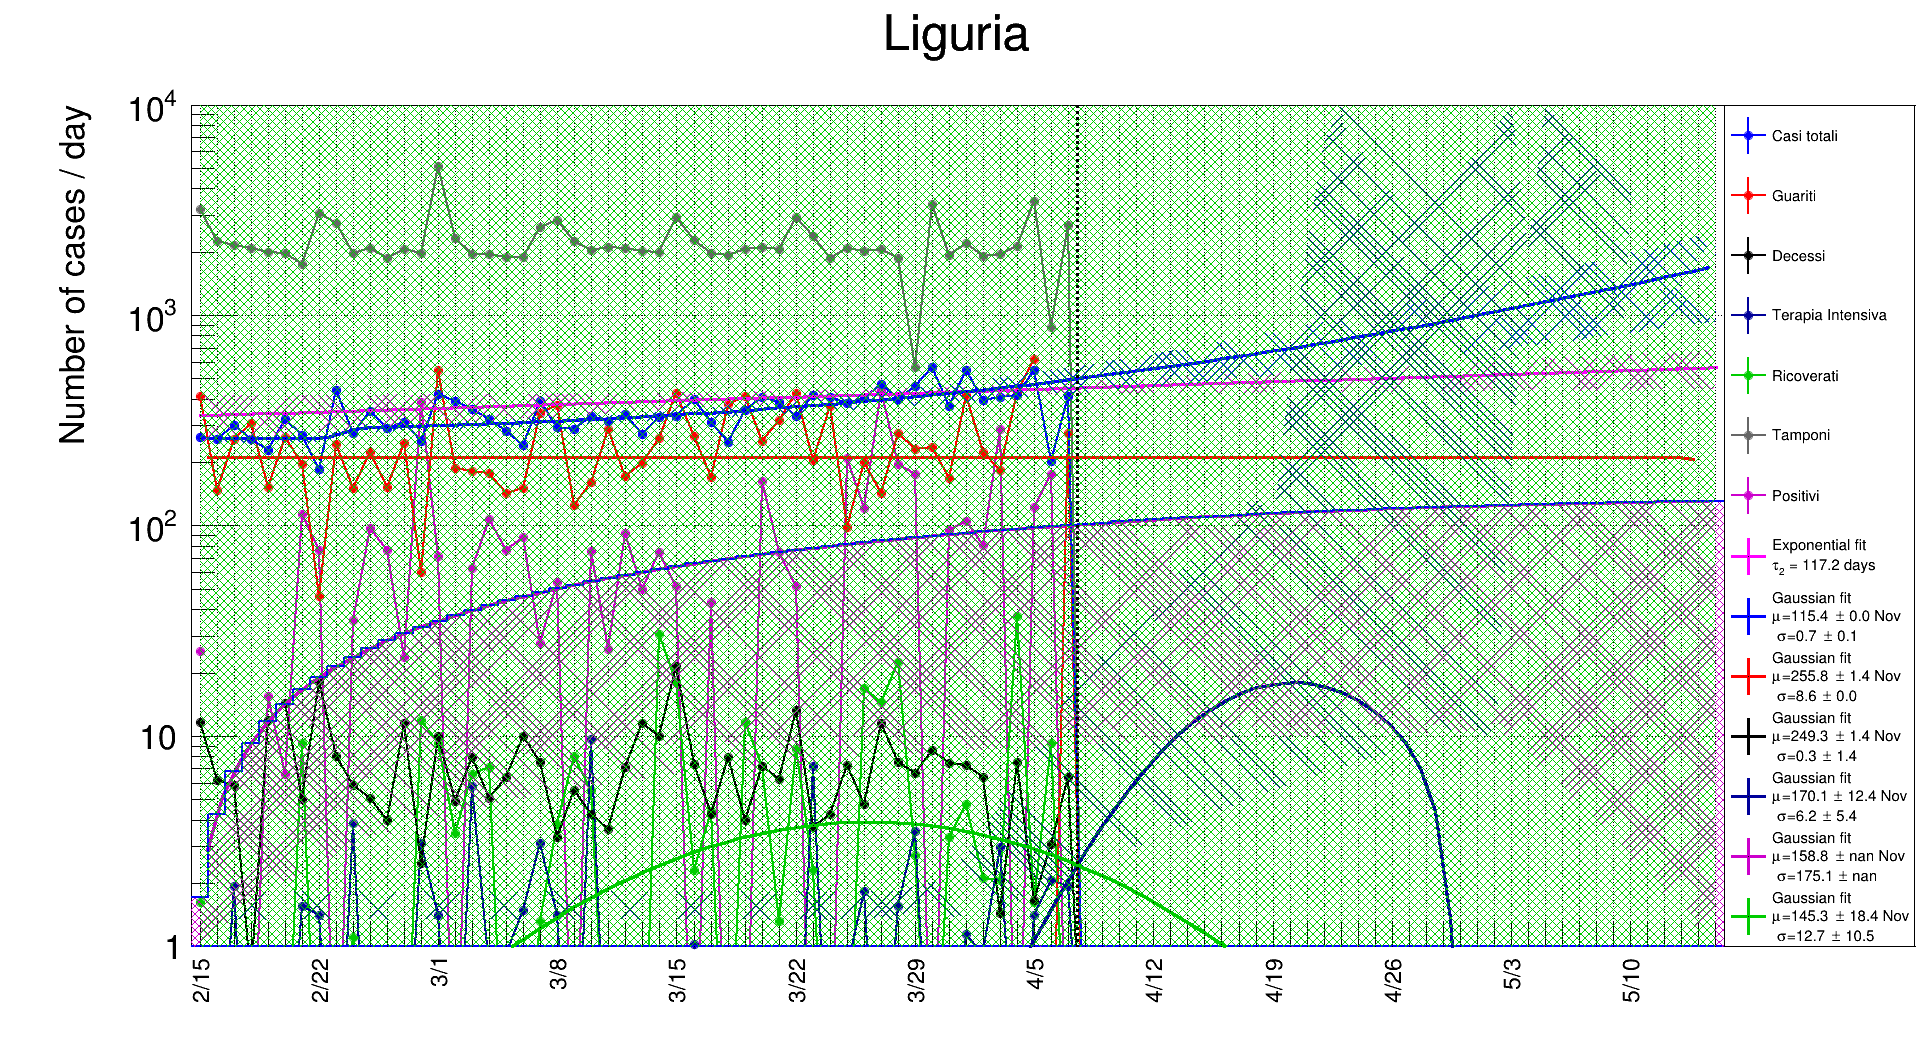 Liguria
Number of cases / day
10⁴
10³
10²
10
1
2/15 2/22 3/1 3/8 3/15 3/22 3/29 4/5 4/12 4/19 4/26 5/3 5/10
Casi totali
Guariti
Decessi
Terapia Intensiva
Ricoverati
Tamponi
Positivi
Exponential fit
τ₂ = 117.2 days
Gaussian fit
μ=115.4 ± 0.0 Nov
σ=0.7 ± 0.1
Gaussian fit
μ=255.8 ± 1.4 Nov
σ=8.6 ± 0.0
Gaussian fit
μ=249.3 ± 1.4 Nov
σ=0.3 ± 1.4
Gaussian fit
μ=170.1 ± 12.4 Nov
σ=6.2 ± 5.4
Gaussian fit
μ=158.8 ± nan Nov
σ=175.1 ± nan
Gaussian fit
μ=145.3 ± 18.4 Nov
σ=12.7 ± 10.5